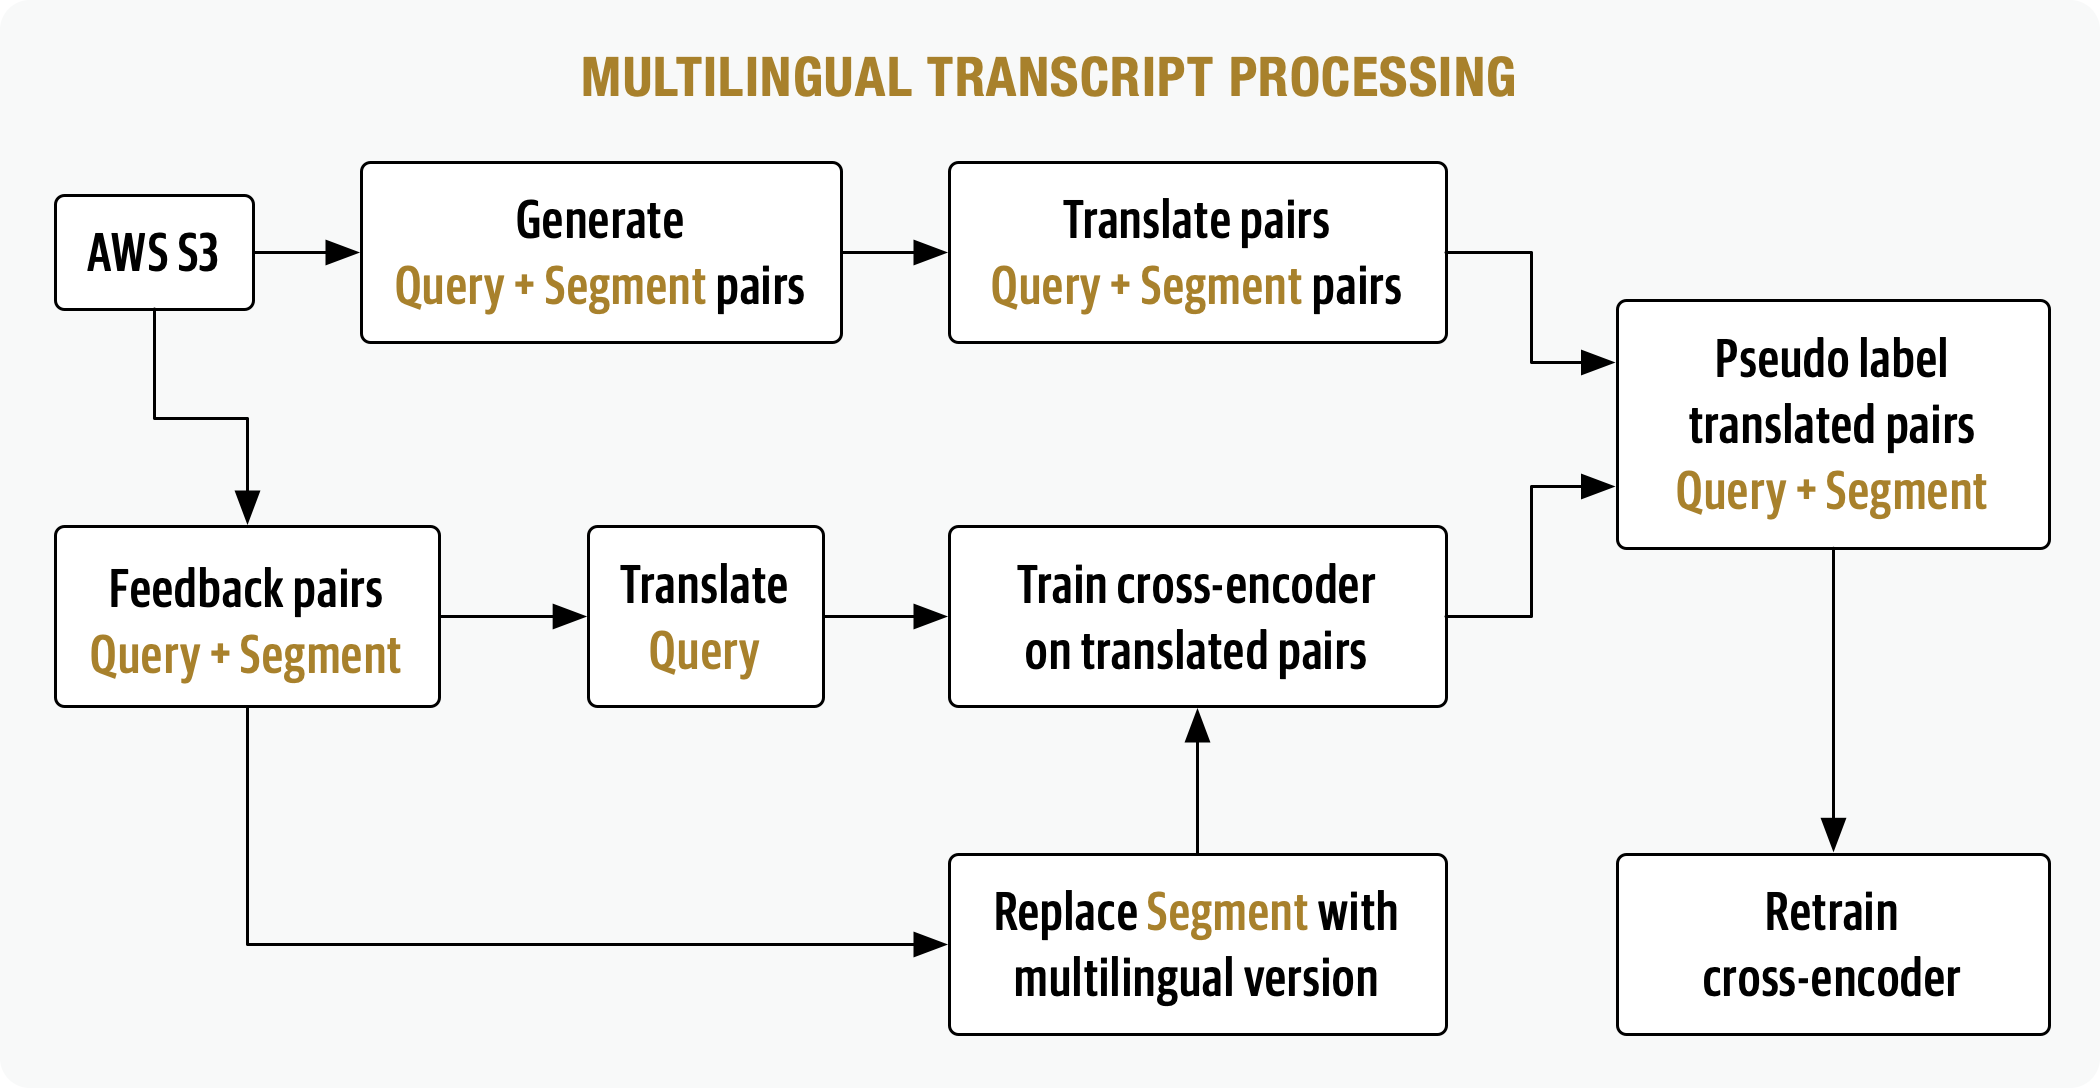 MULTILINGUAL TRANSCRIPT PROCESSING
AWS S3
Generate
Query + Segment pairs
Translate pairs
Query + Segment pairs
Pseudo label
translated pairs
Query + Segment
Feedback pairs
Query + Segment
Translate
Query
Train cross-encoder
on translated pairs
Replace Segment with
multilingual version
Retrain
cross-encoder